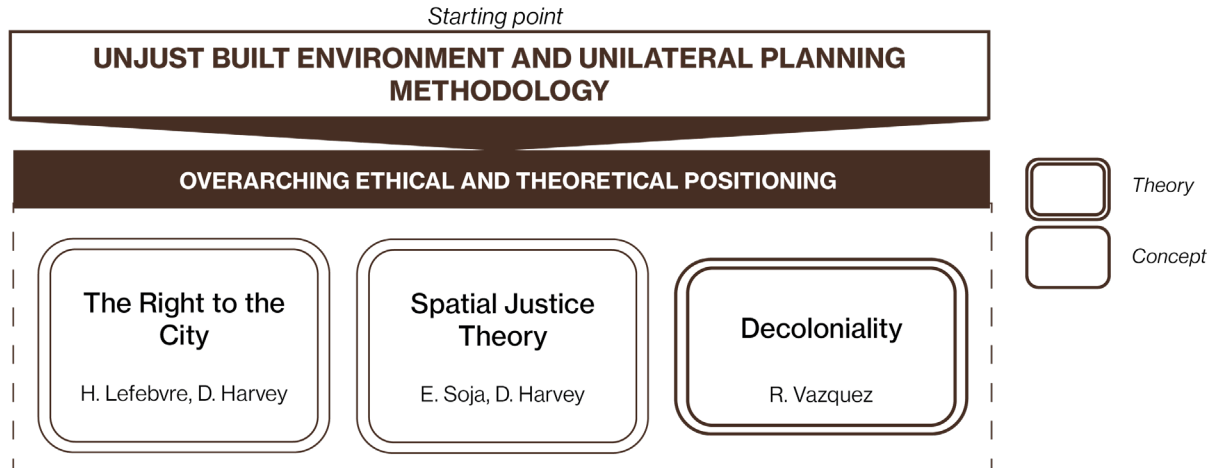 Starting point
UNJUST BUILT ENVIRONMENT AND UNILATERAL PLANNING
METHODOLOGY
OVERARCHING ETHICAL AND THEORETICAL POSITIONING
Theory
Concept
The Right to the
City
H. Lefebvre, D. Harvey
Spatial Justice
Theory
E. Soja, D. Harvey
Decoloniality
R. Vazquez